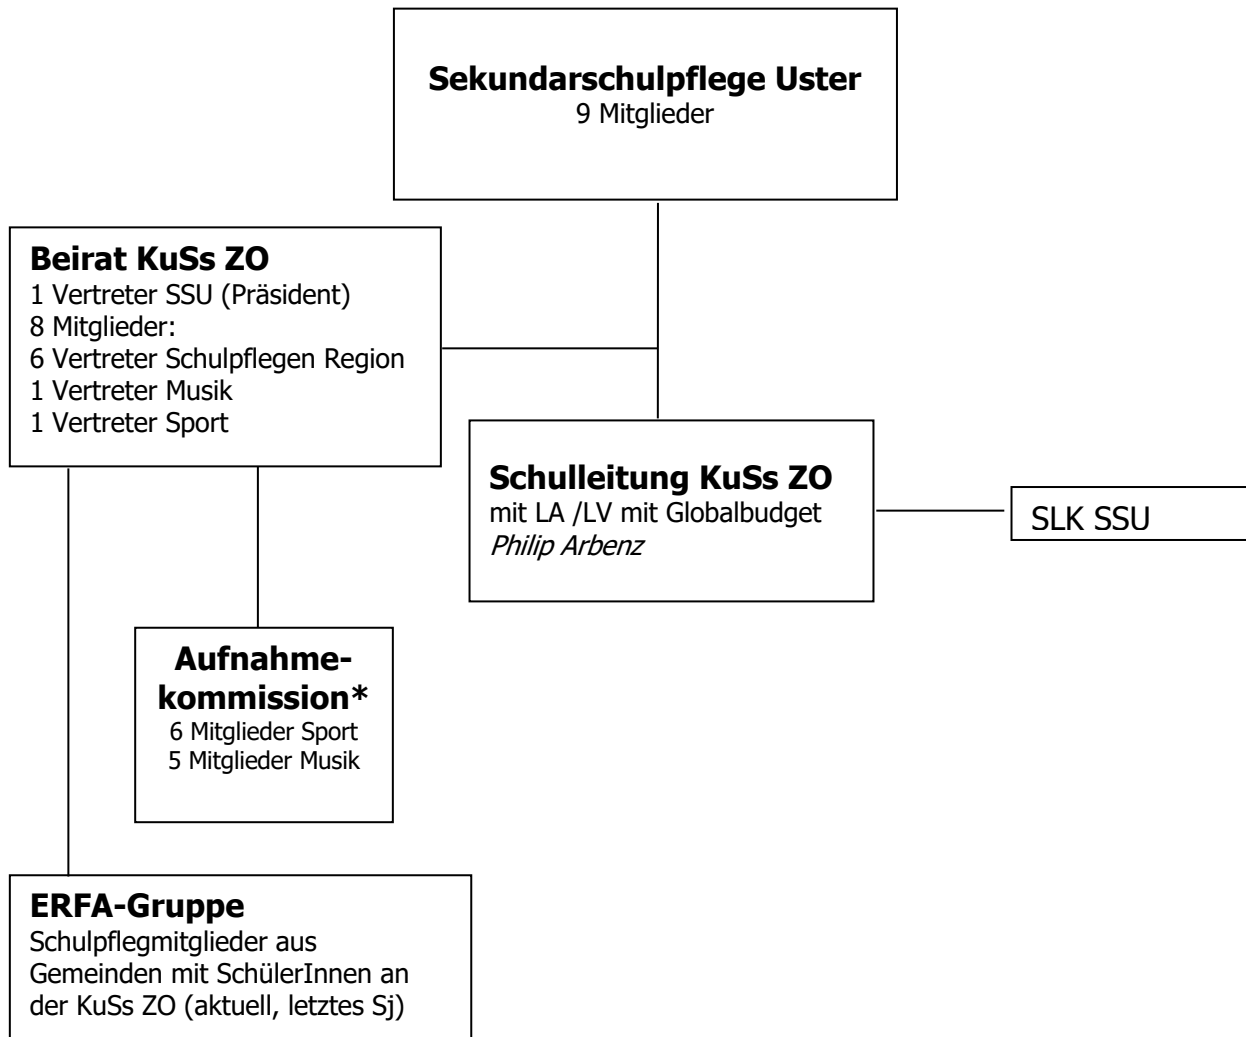 Sekundarschulpflege Uster
9 Mitglieder
Beirat KuSs ZO
1 Vertreter SSU (Präsident)
8 Mitglieder:
6 Vertreter Schulpflegen Region
1 Vertreter Musik
1 Vertreter Sport
Schulleitung KuSs ZO
mit LA /LV mit Globalbudget
Philip Arbenz
SLK SSU
Aufnahme-
kommission*
6 Mitglieder Sport
5 Mitglieder Musik
ERFA-Gruppe
Schulpflegmitglieder aus
Gemeinden mit SchülerInnen an
der KuSs ZO (aktuell, letztes Sj)